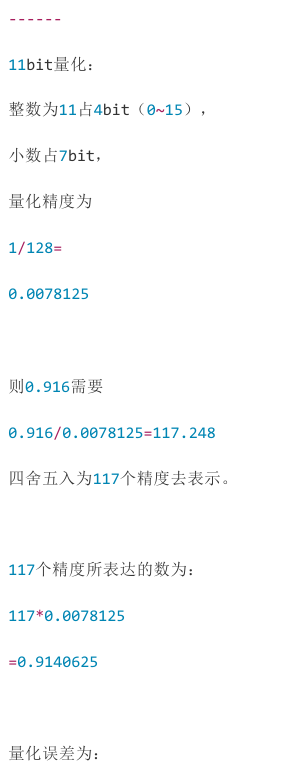 ------
11bit量化:
整数为11占4bit（0~15），
小数占7bit，
量化精度为
1/128=
0.0078125
则0.916需要
0.916/0.0078125=117.248
四舍五入为117个精度去表示。
117个精度所表达的数为:
117*0.0078125
=0.9140625
量化误差为: